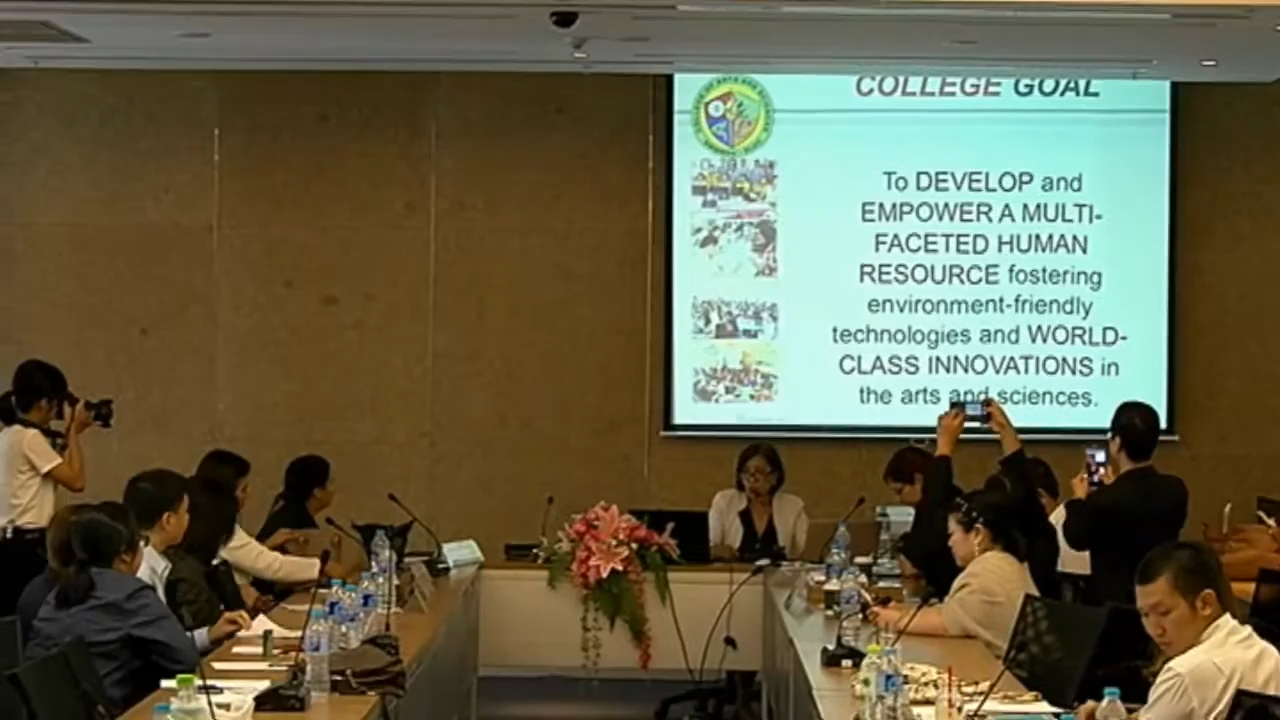 COLLEGE GOAL
To DEVELOP and
EMPOWER A MULTI-
FACETED HUMAN
RESOURCE fostering
environment-friendly
technologies and WORLD-
CLASS INNOVATIONS in
the arts and sciences.